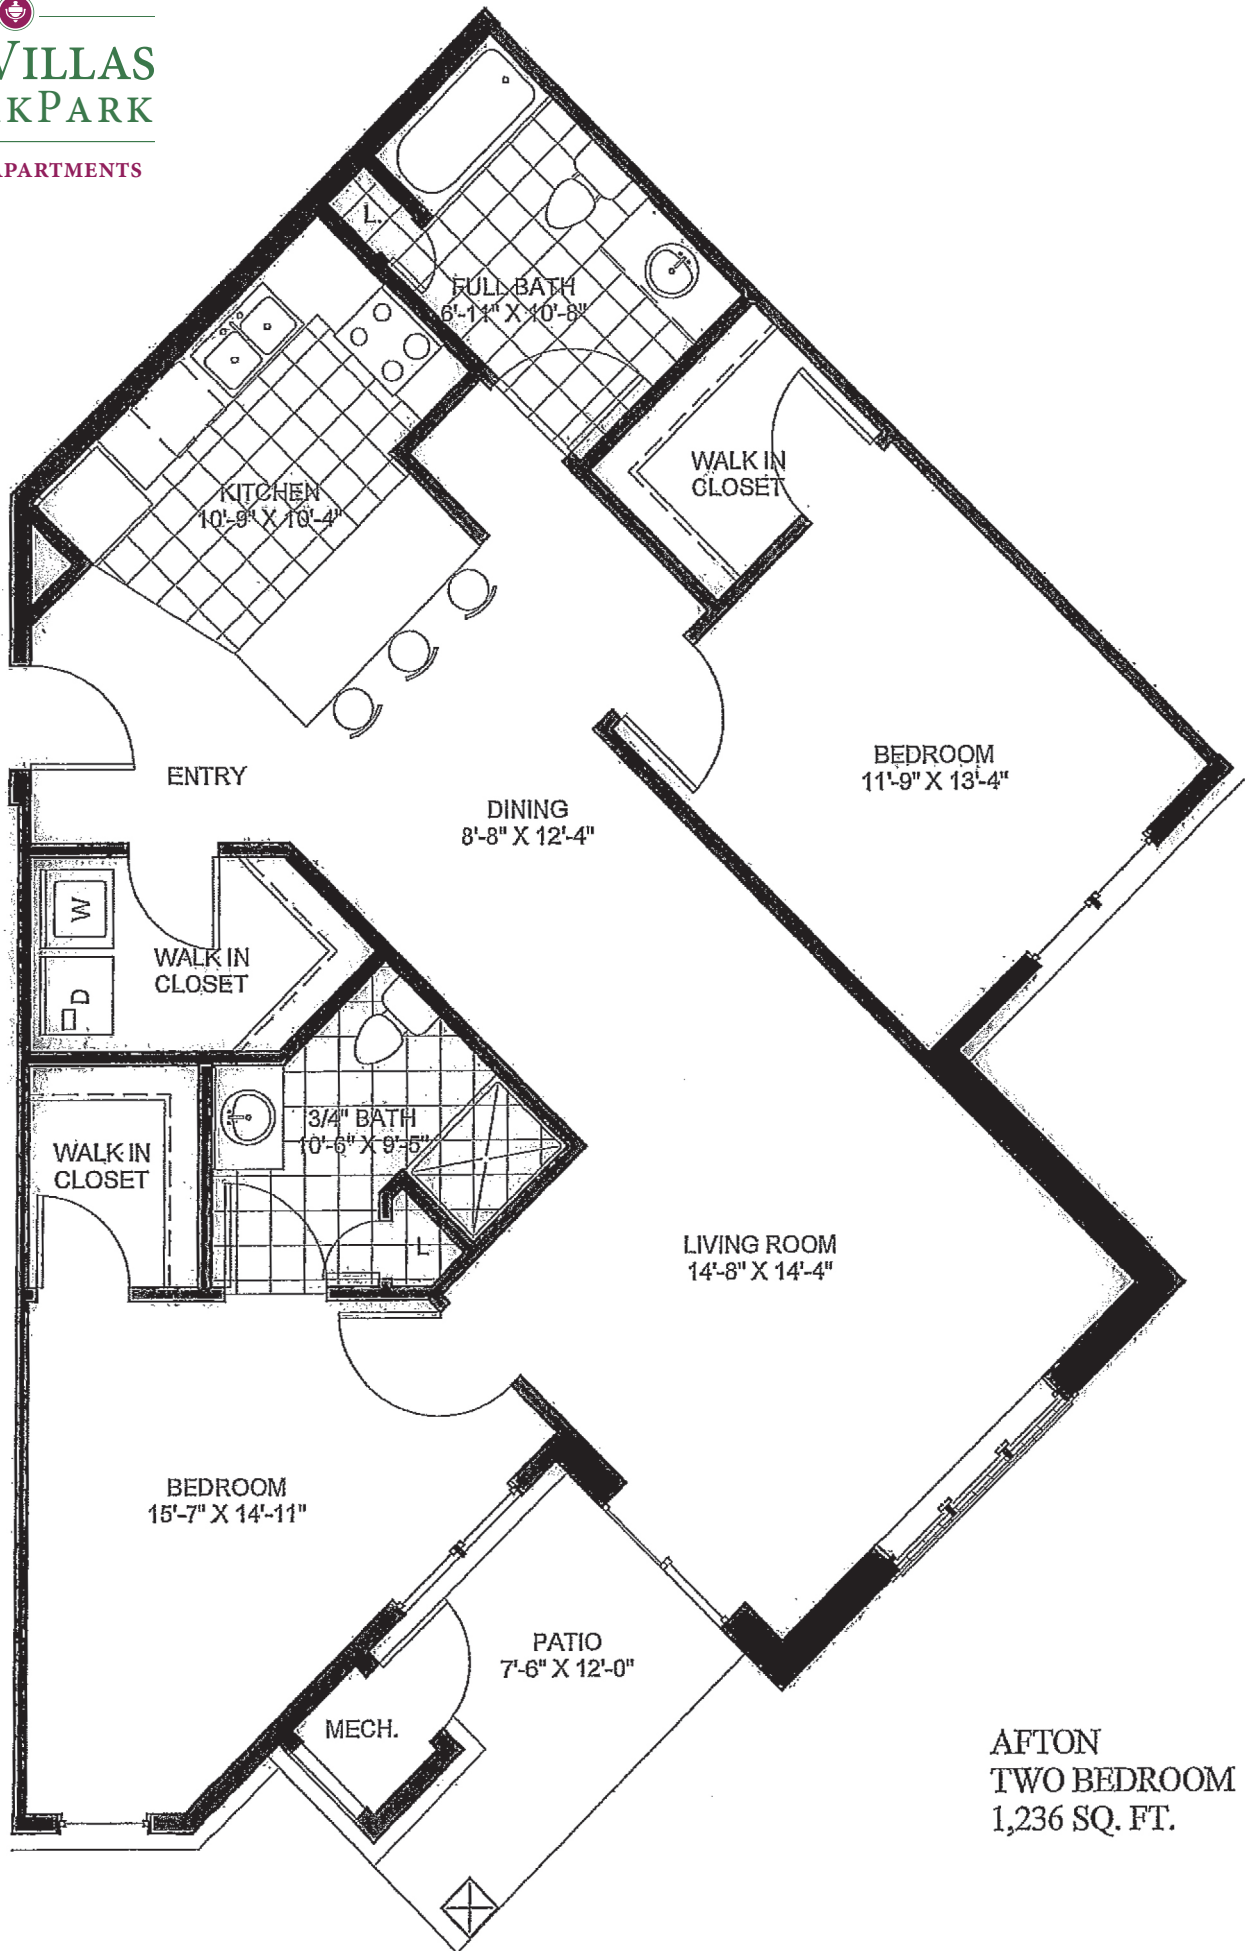 VILLAS
KPARK
APARTMENTS
L.
FULL BATH
6'-11" X 10'-8"
WALK IN
CLOSET
KITCHEN
10'-9" X 10'-4"
BEDROOM
11'-9" X 13'-4"
ENTRY
DINING
8'-8" X 12'-4"
W
D
WALK IN
CLOSET
3/4" BATH
10'-6" X 9'-5"
WALK IN
CLOSET
L
LIVING ROOM
14'-8" X 14'-4"
BEDROOM
15'-7" X 14'-11"
PATIO
7'-6" X 12'-0"
MECH.
AFTON
TWO BEDROOM
1,236 SQ. FT.